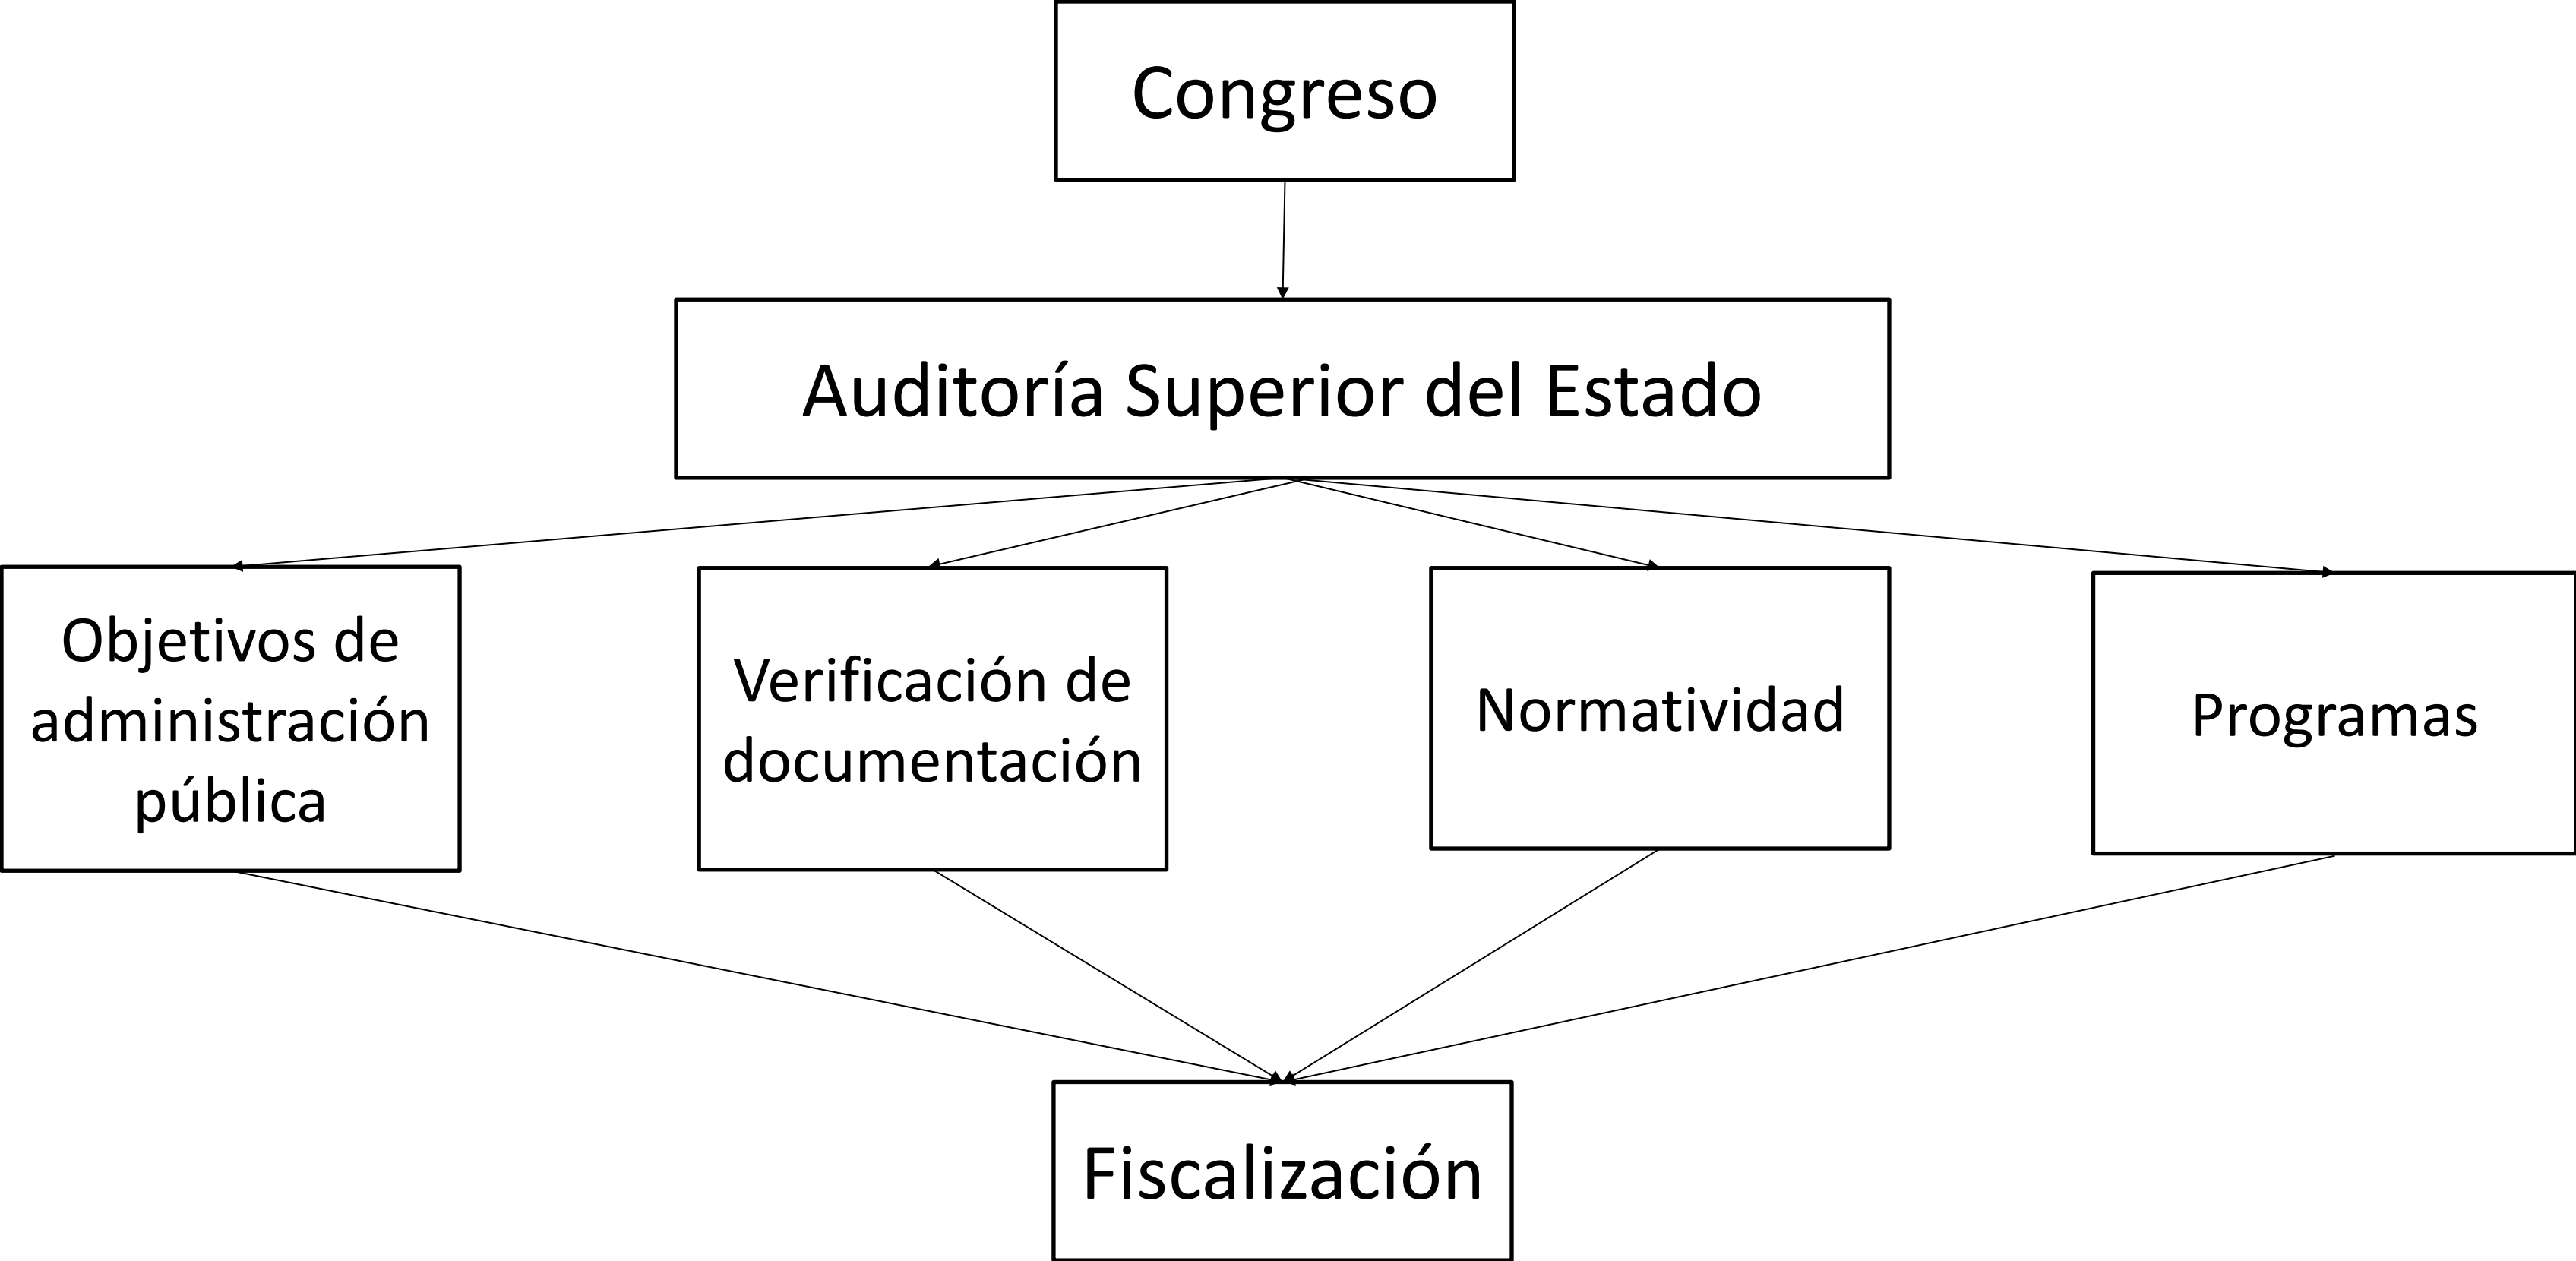 Congreso
Auditoría Superior del Estado
Objetivos de
administración
pública
Verificación de
documentación
Normatividad
Programas
Fiscalización